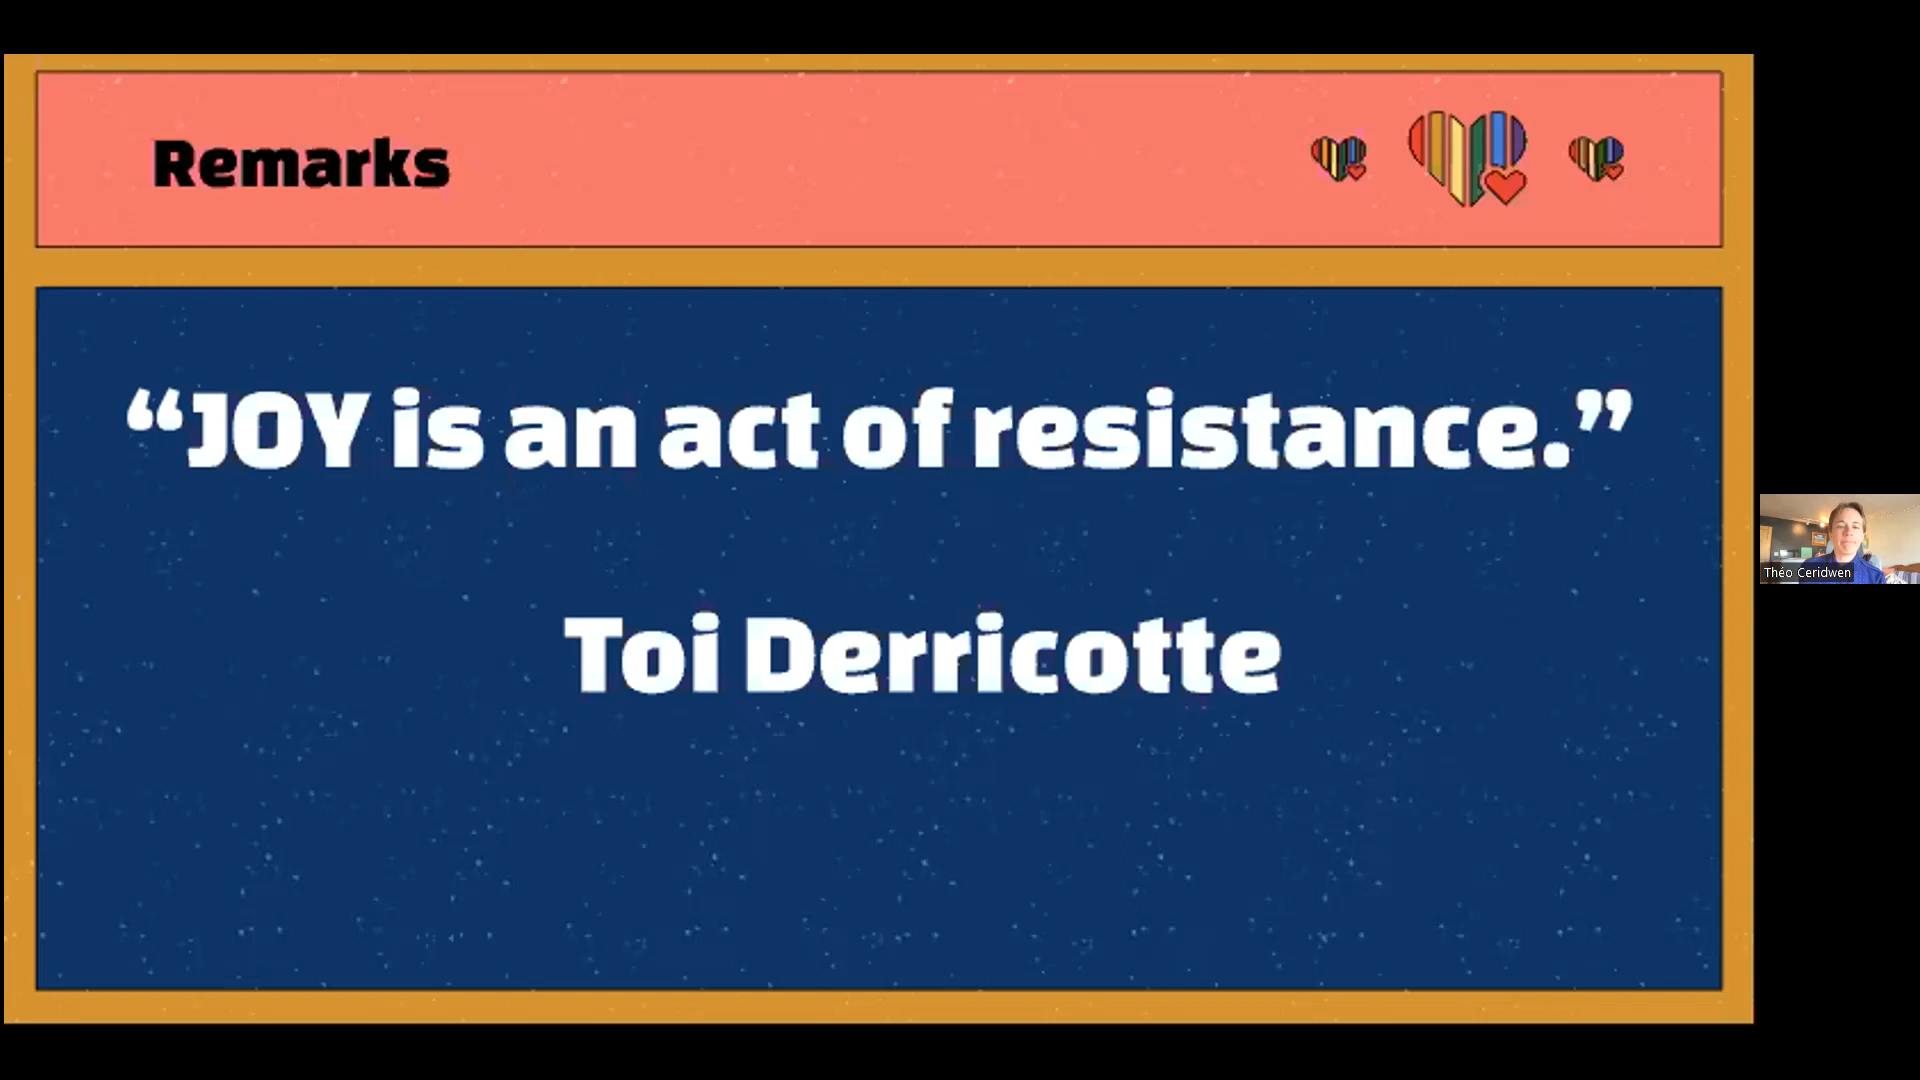 Remarks
“JOY is an act of resistance.”
Toi Derricotte
Théo Ceridwen